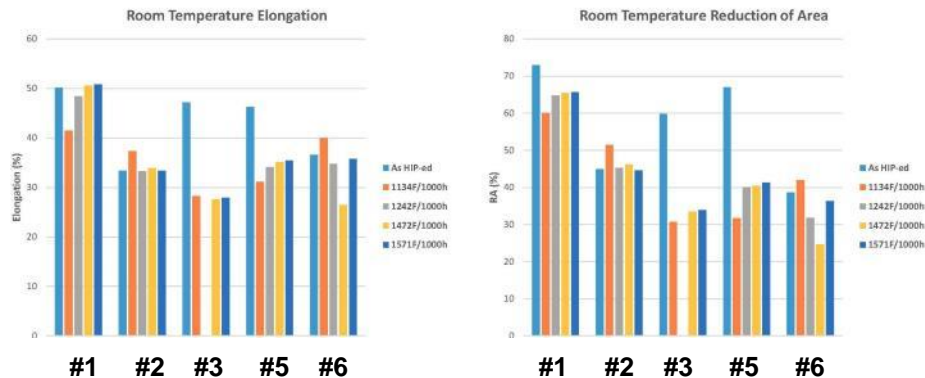 Room Temperature Elongation
60
50
40
30
20
10
0
Elongation (%)
As HIP-ed
1134F/1000h
1242F/1000h
1472F/1000h
1571F/1000h
#1 #2 #3 #5 #6
Room Temperature Reduction of Area
80
70
60
50
40
30
20
10
0
RA (%)
As HIP-ed
1134F/1000h
1242F/1000h
1472F/1000h
1571F/1000h
#1 #2 #3 #5 #6